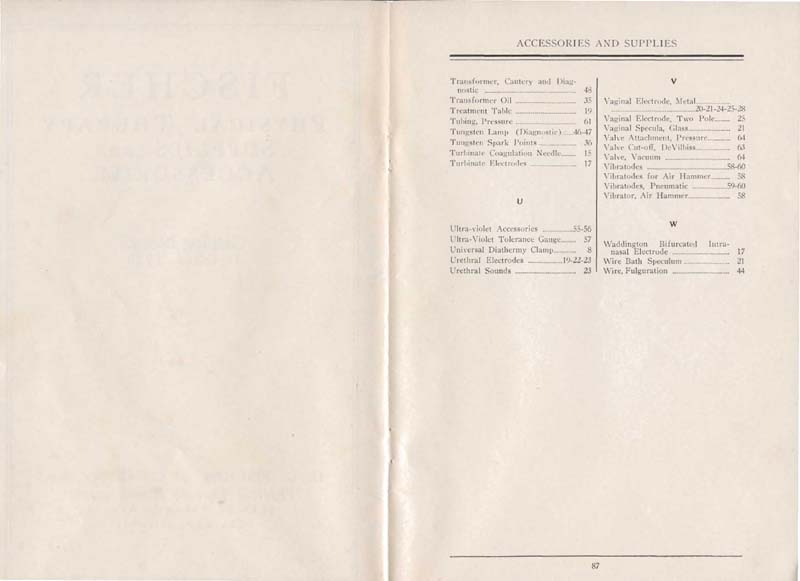 ACCESSORIES AND SUPPLIES
Transformer, Cautery and Diag-
nostic 48
Transformer Oil 35
Treatment Table 19
Tubing, Pressure 61
Tungsten Lamp (Diagnostic) 46-47
Tungsten Spark Points 36
Turbinate Coagulation Needle 15
Turbinate Electrodes 17
U
Ultra-violet Accessories 55-56
Ultra-Violet Tolerance Gauge 57
Universal Diathermy Clamp 8
Urethral Electrodes 19-22-23
Urethral Sounds 23
V
Vaginal Electrode, Metal
20-21-24-25-28
Vaginal Electrode, Two Pole 25
Vaginal Specula, Glass 21
Valve Attachment, Pressure 64
Valve Cut-off, DeVilbiss 63
Valve, Vacuum 64
Vibratodes 58-60
Vibratodes for Air Hammer 58
Vibratodes, Pneumatic 59-60
Vibrator, Air Hammer 58
W
Waddington Bifurcated Intra-
nasal Electrode 17
Wire Bath Speculum 21
Wire, Fulguration 44
87